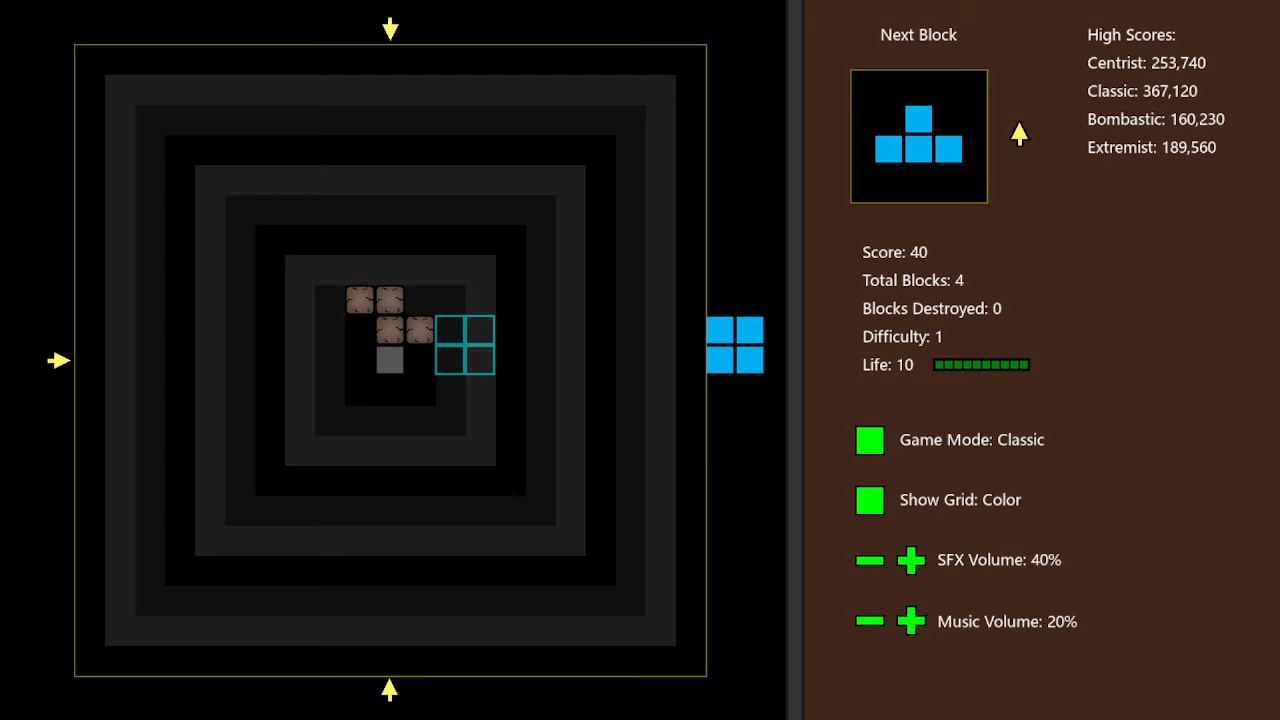 Next Block
High Scores:
Centrist: 253,740
Classic: 367,120
Bombastic: 160,230
Extremist: 189,560
Score: 40
Total Blocks: 4
Blocks Destroyed: 0
Difficulty: 1
Life: 10
Game Mode: Classic
Show Grid: Color
SFX Volume: 40%
Music Volume: 20%